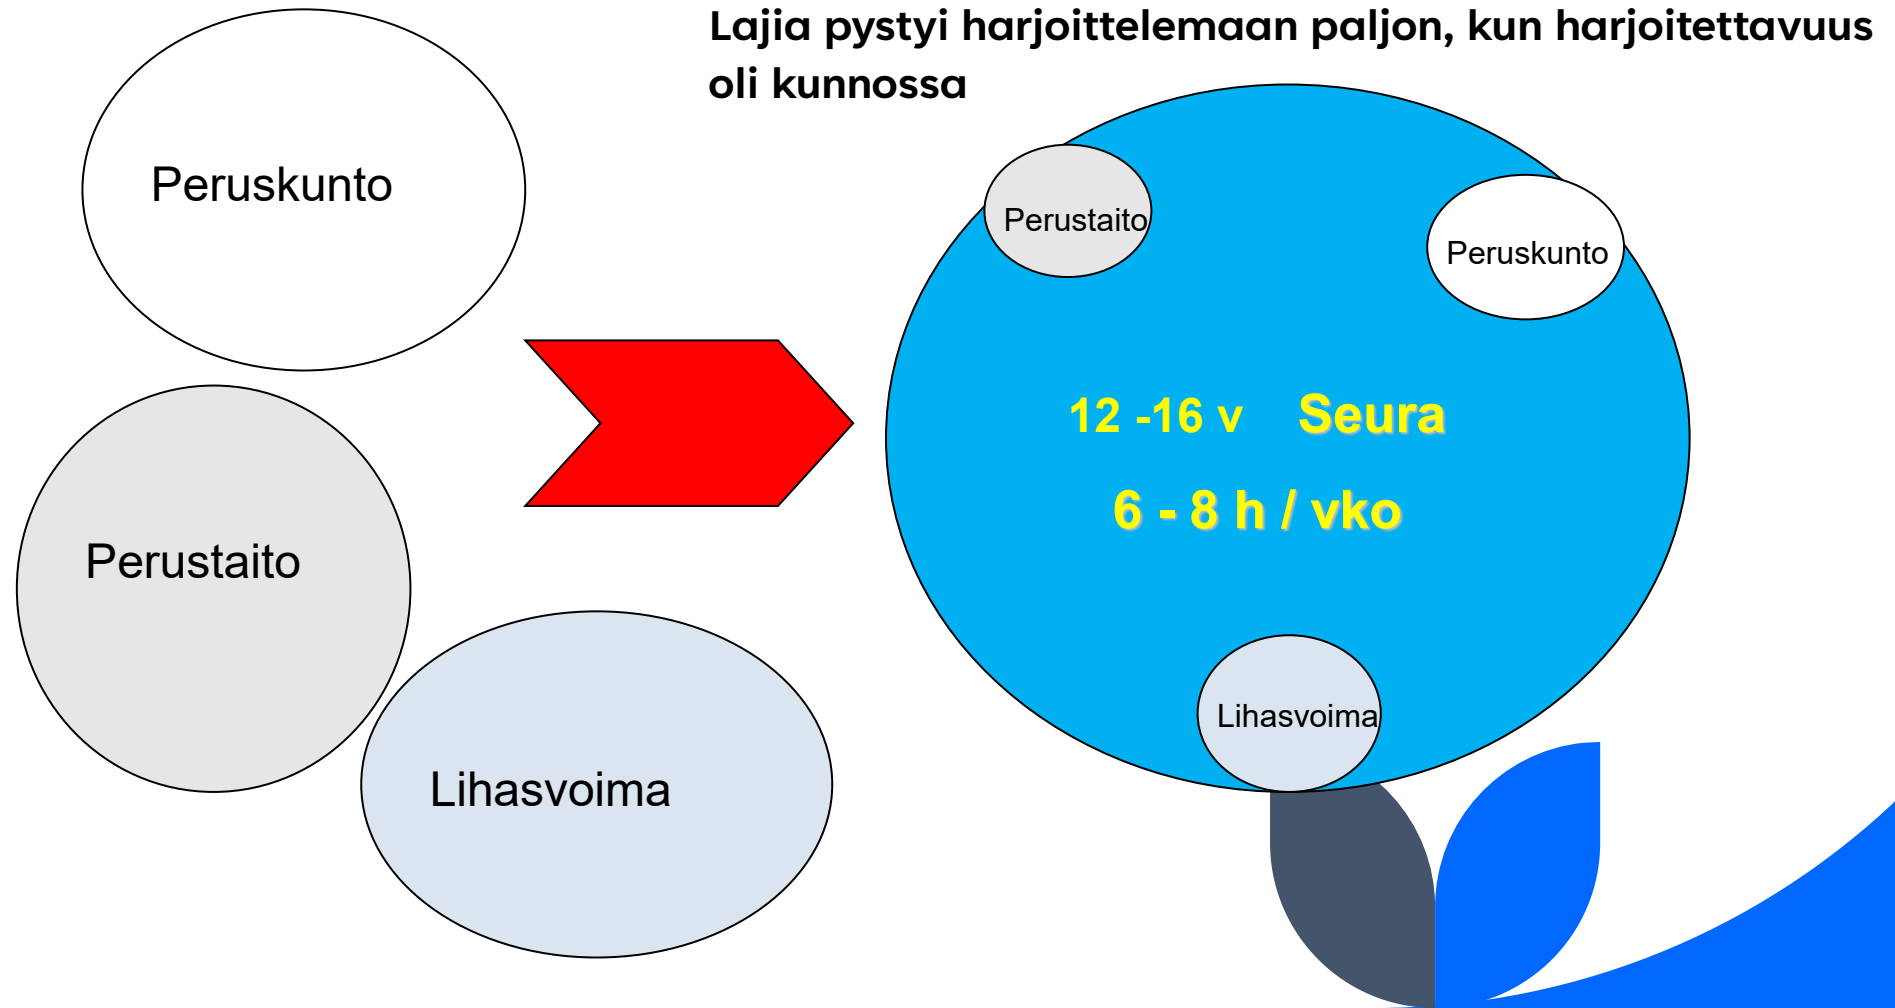 Lajia pystyi harjoittelemaan paljon, kun harjoitettavuus
oli kunnossa
Peruskunto
Perustaito
Lihasvoima
Perustaito
Peruskunto
12 -16 v Seura
6 - 8 h / vko
Lihasvoima